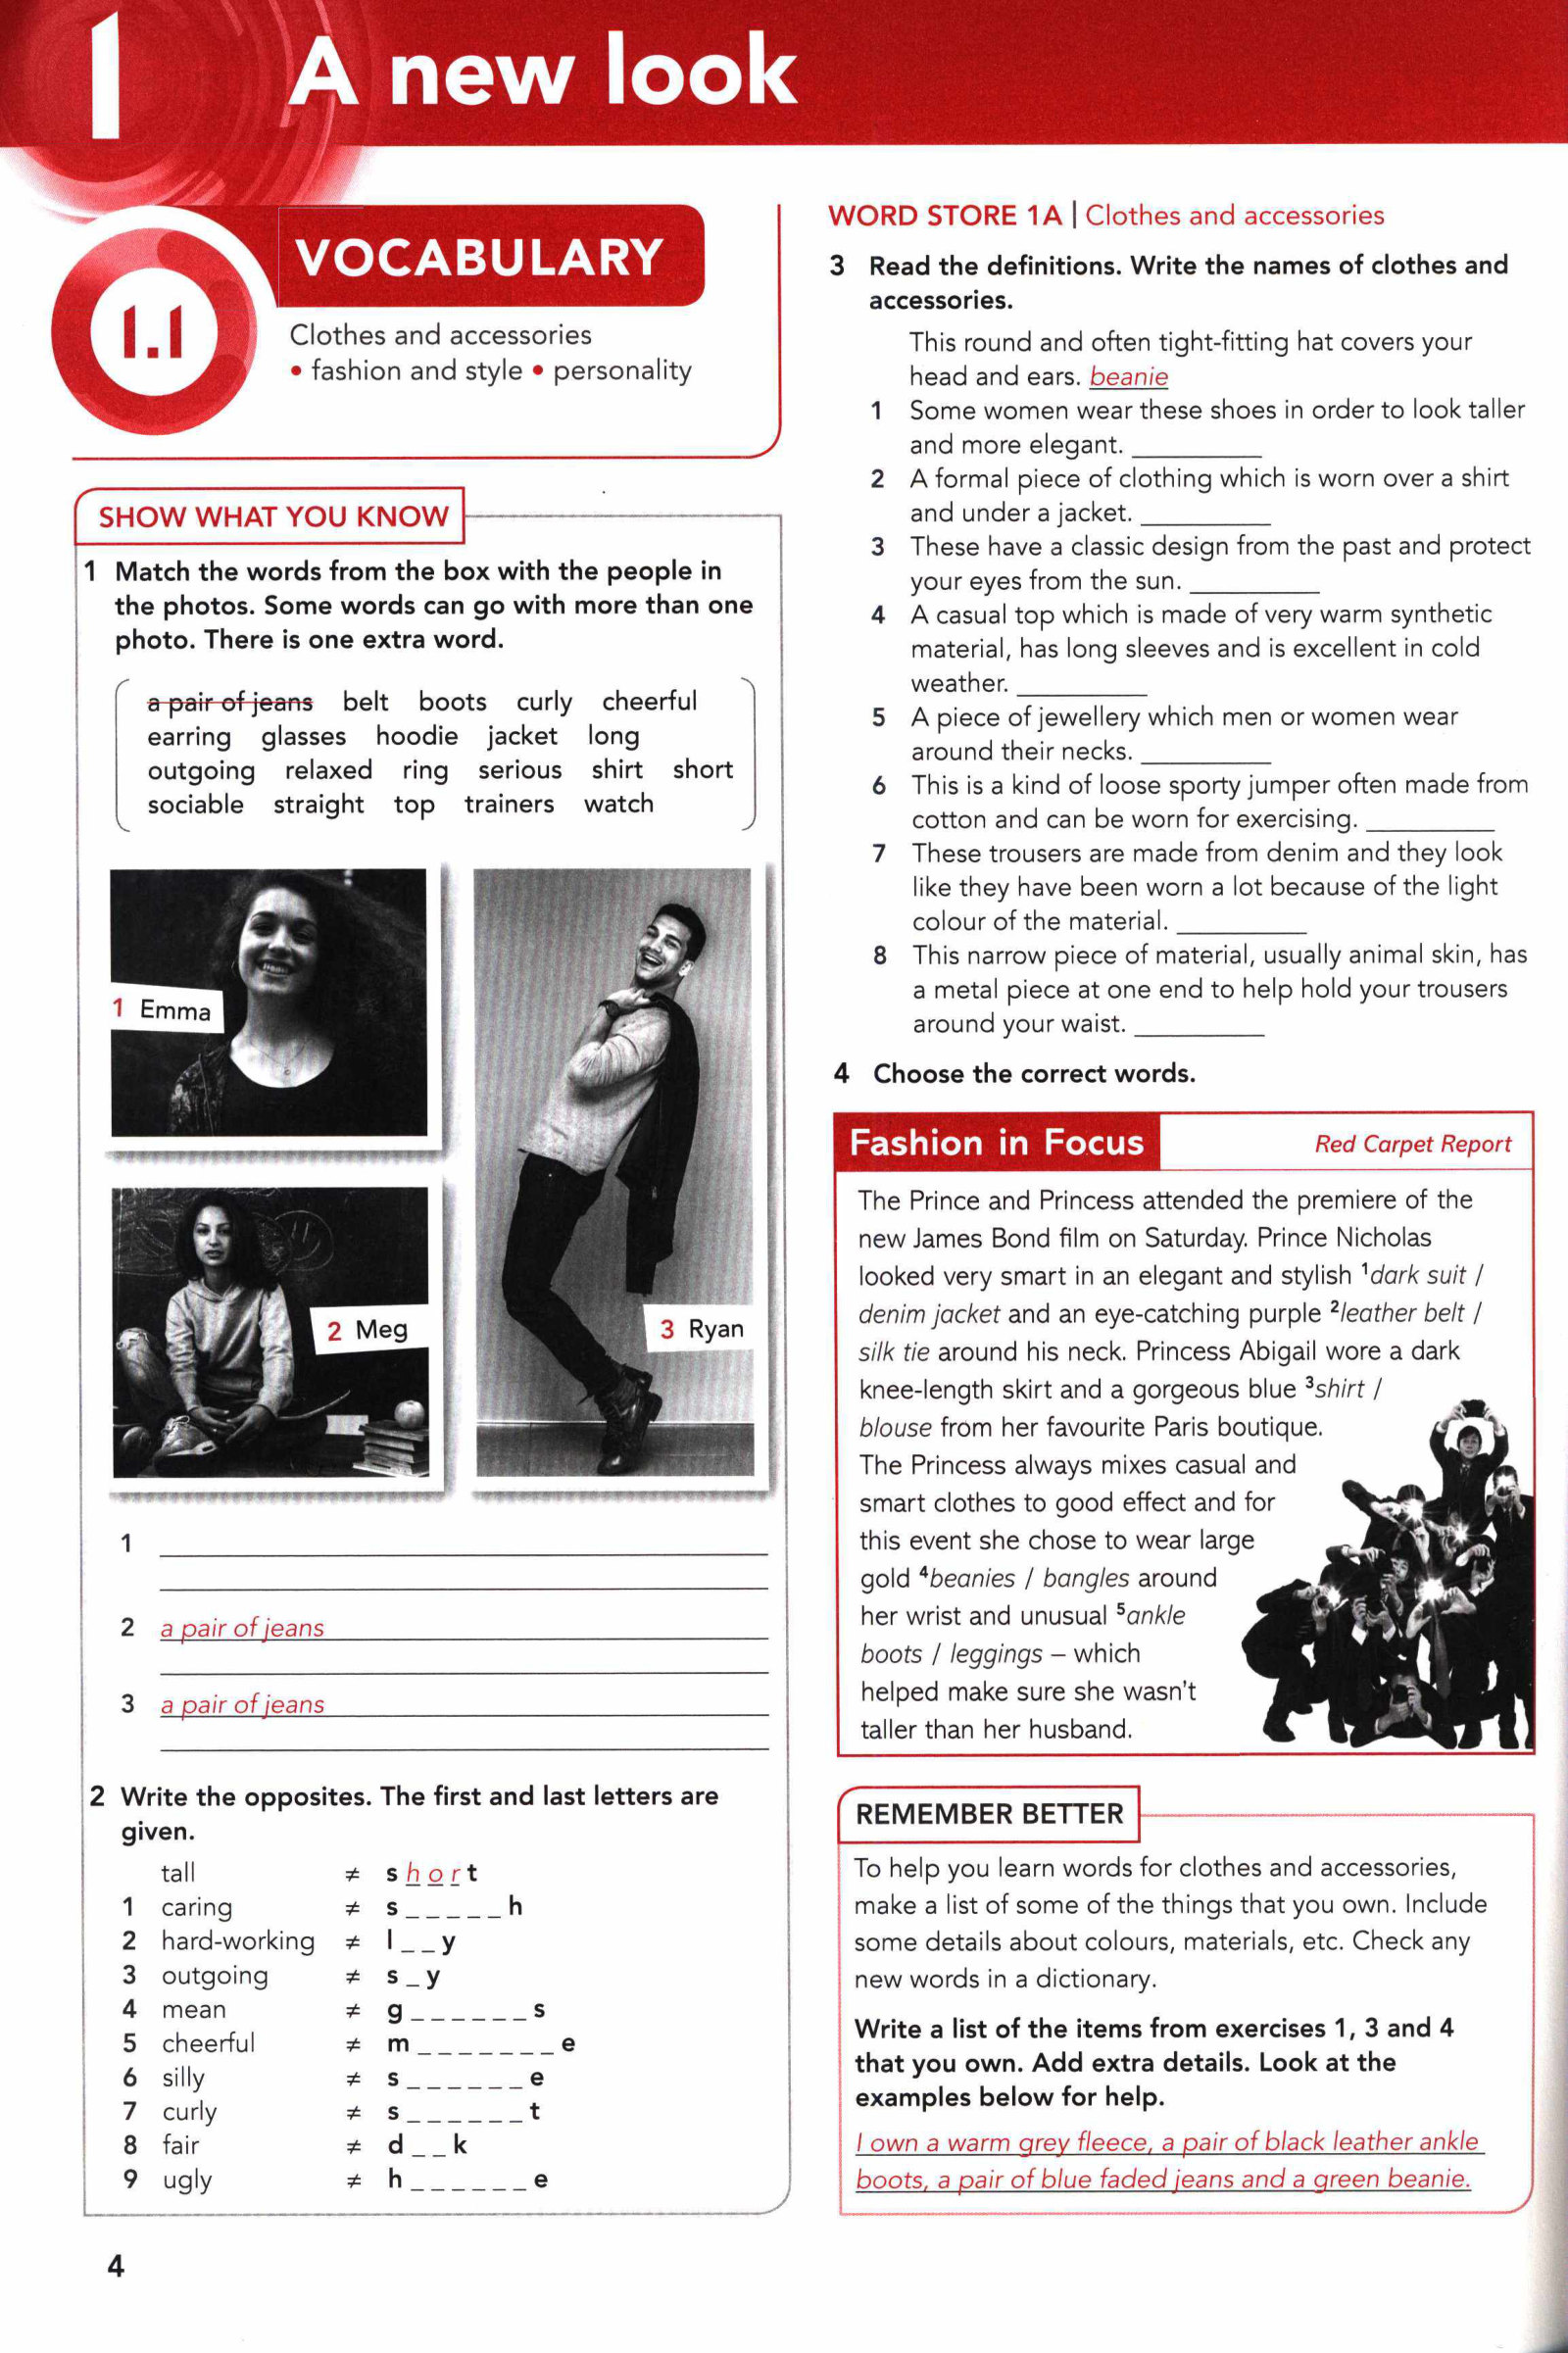 1 A new look
1.1 VOCABULARY
Clothes and accessories
• fashion and style • personality
SHOW WHAT YOU KNOW
1 Match the words from the box with the people in
the photos. Some words can go with more than one
photo. There is one extra word.
a pair of jeans belt boots curly cheerful
earring glasses hoodie jacket long
outgoing relaxed ring serious shirt short
sociable straight top trainers watch
1 Emma
2 Meg
3 Ryan
1
2 a pair of jeans
3 a pair of jeans
2 Write the opposites. The first and last letters are
given.
tall ≠ s h o r t
1 caring ≠ s _ _ _ _ _ h
2 hard-working ≠ l _ _ y
3 outgoing ≠ s _ y
4 mean ≠ g _ _ _ _ _ _ s
5 cheerful ≠ m _ _ _ _ _ _ _ e
6 silly ≠ s _ _ _ _ _ _ e
7 curly ≠ s _ _ _ _ _ _ t
8 fair ≠ d _ _ k
9 ugly ≠ h _ _ _ _ _ _ e
4
WORD STORE 1A | Clothes and accessories
3 Read the definitions. Write the names of clothes and
accessories.
This round and often tight-fitting hat covers your
head and ears. beanie
1 Some women wear these shoes in order to look taller
and more elegant. __________
2 A formal piece of clothing which is worn over a shirt
and under a jacket. __________
3 These have a classic design from the past and protect
your eyes from the sun. __________
4 A casual top which is made of very warm synthetic
material, has long sleeves and is excellent in cold
weather. __________
5 A piece of jewellery which men or women wear
around their necks. __________
6 This is a kind of loose sporty jumper often made from
cotton and can be worn for exercising. __________
7 These trousers are made from denim and they look
like they have been worn a lot because of the light
colour of the material. __________
8 This narrow piece of material, usually animal skin, has
a metal piece at one end to help hold your trousers
around your waist. __________
4 Choose the correct words.
Fashion in Focus Red Carpet Report
The Prince and Princess attended the premiere of the
new James Bond film on Saturday. Prince Nicholas
looked very smart in an elegant and stylish ¹dark suit /
denim jacket and an eye-catching purple ²leather belt /
silk tie around his neck. Princess Abigail wore a dark
knee-length skirt and a gorgeous blue ³shirt /
blouse from her favourite Paris boutique.
The Princess always mixes casual and
smart clothes to good effect and for
this event she chose to wear large
gold ⁴beanies / bangles around
her wrist and unusual ⁵ankle
boots / leggings – which
helped make sure she wasn't
taller than her husband.
REMEMBER BETTER
To help you learn words for clothes and accessories,
make a list of some of the things that you own. Include
some details about colours, materials, etc. Check any
new words in a dictionary.
Write a list of the items from exercises 1, 3 and 4
that you own. Add extra details. Look at the
examples below for help.
I own a warm grey fleece, a pair of black leather ankle
boots, a pair of blue faded jeans and a green beanie.